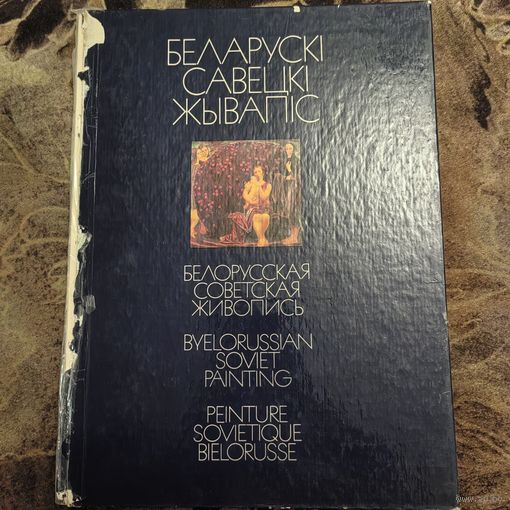 БЕЛАРУСКІ
САВЕЦКІ
ЖЫВАПІС
БЕЛОРУССКАЯ
СОВЕТСКАЯ
ЖИВОПИСЬ
BYELORUSSIAN
SOVIET
PAINTING
PEINTURE
SOVIETIQUE
BIELORUSSE